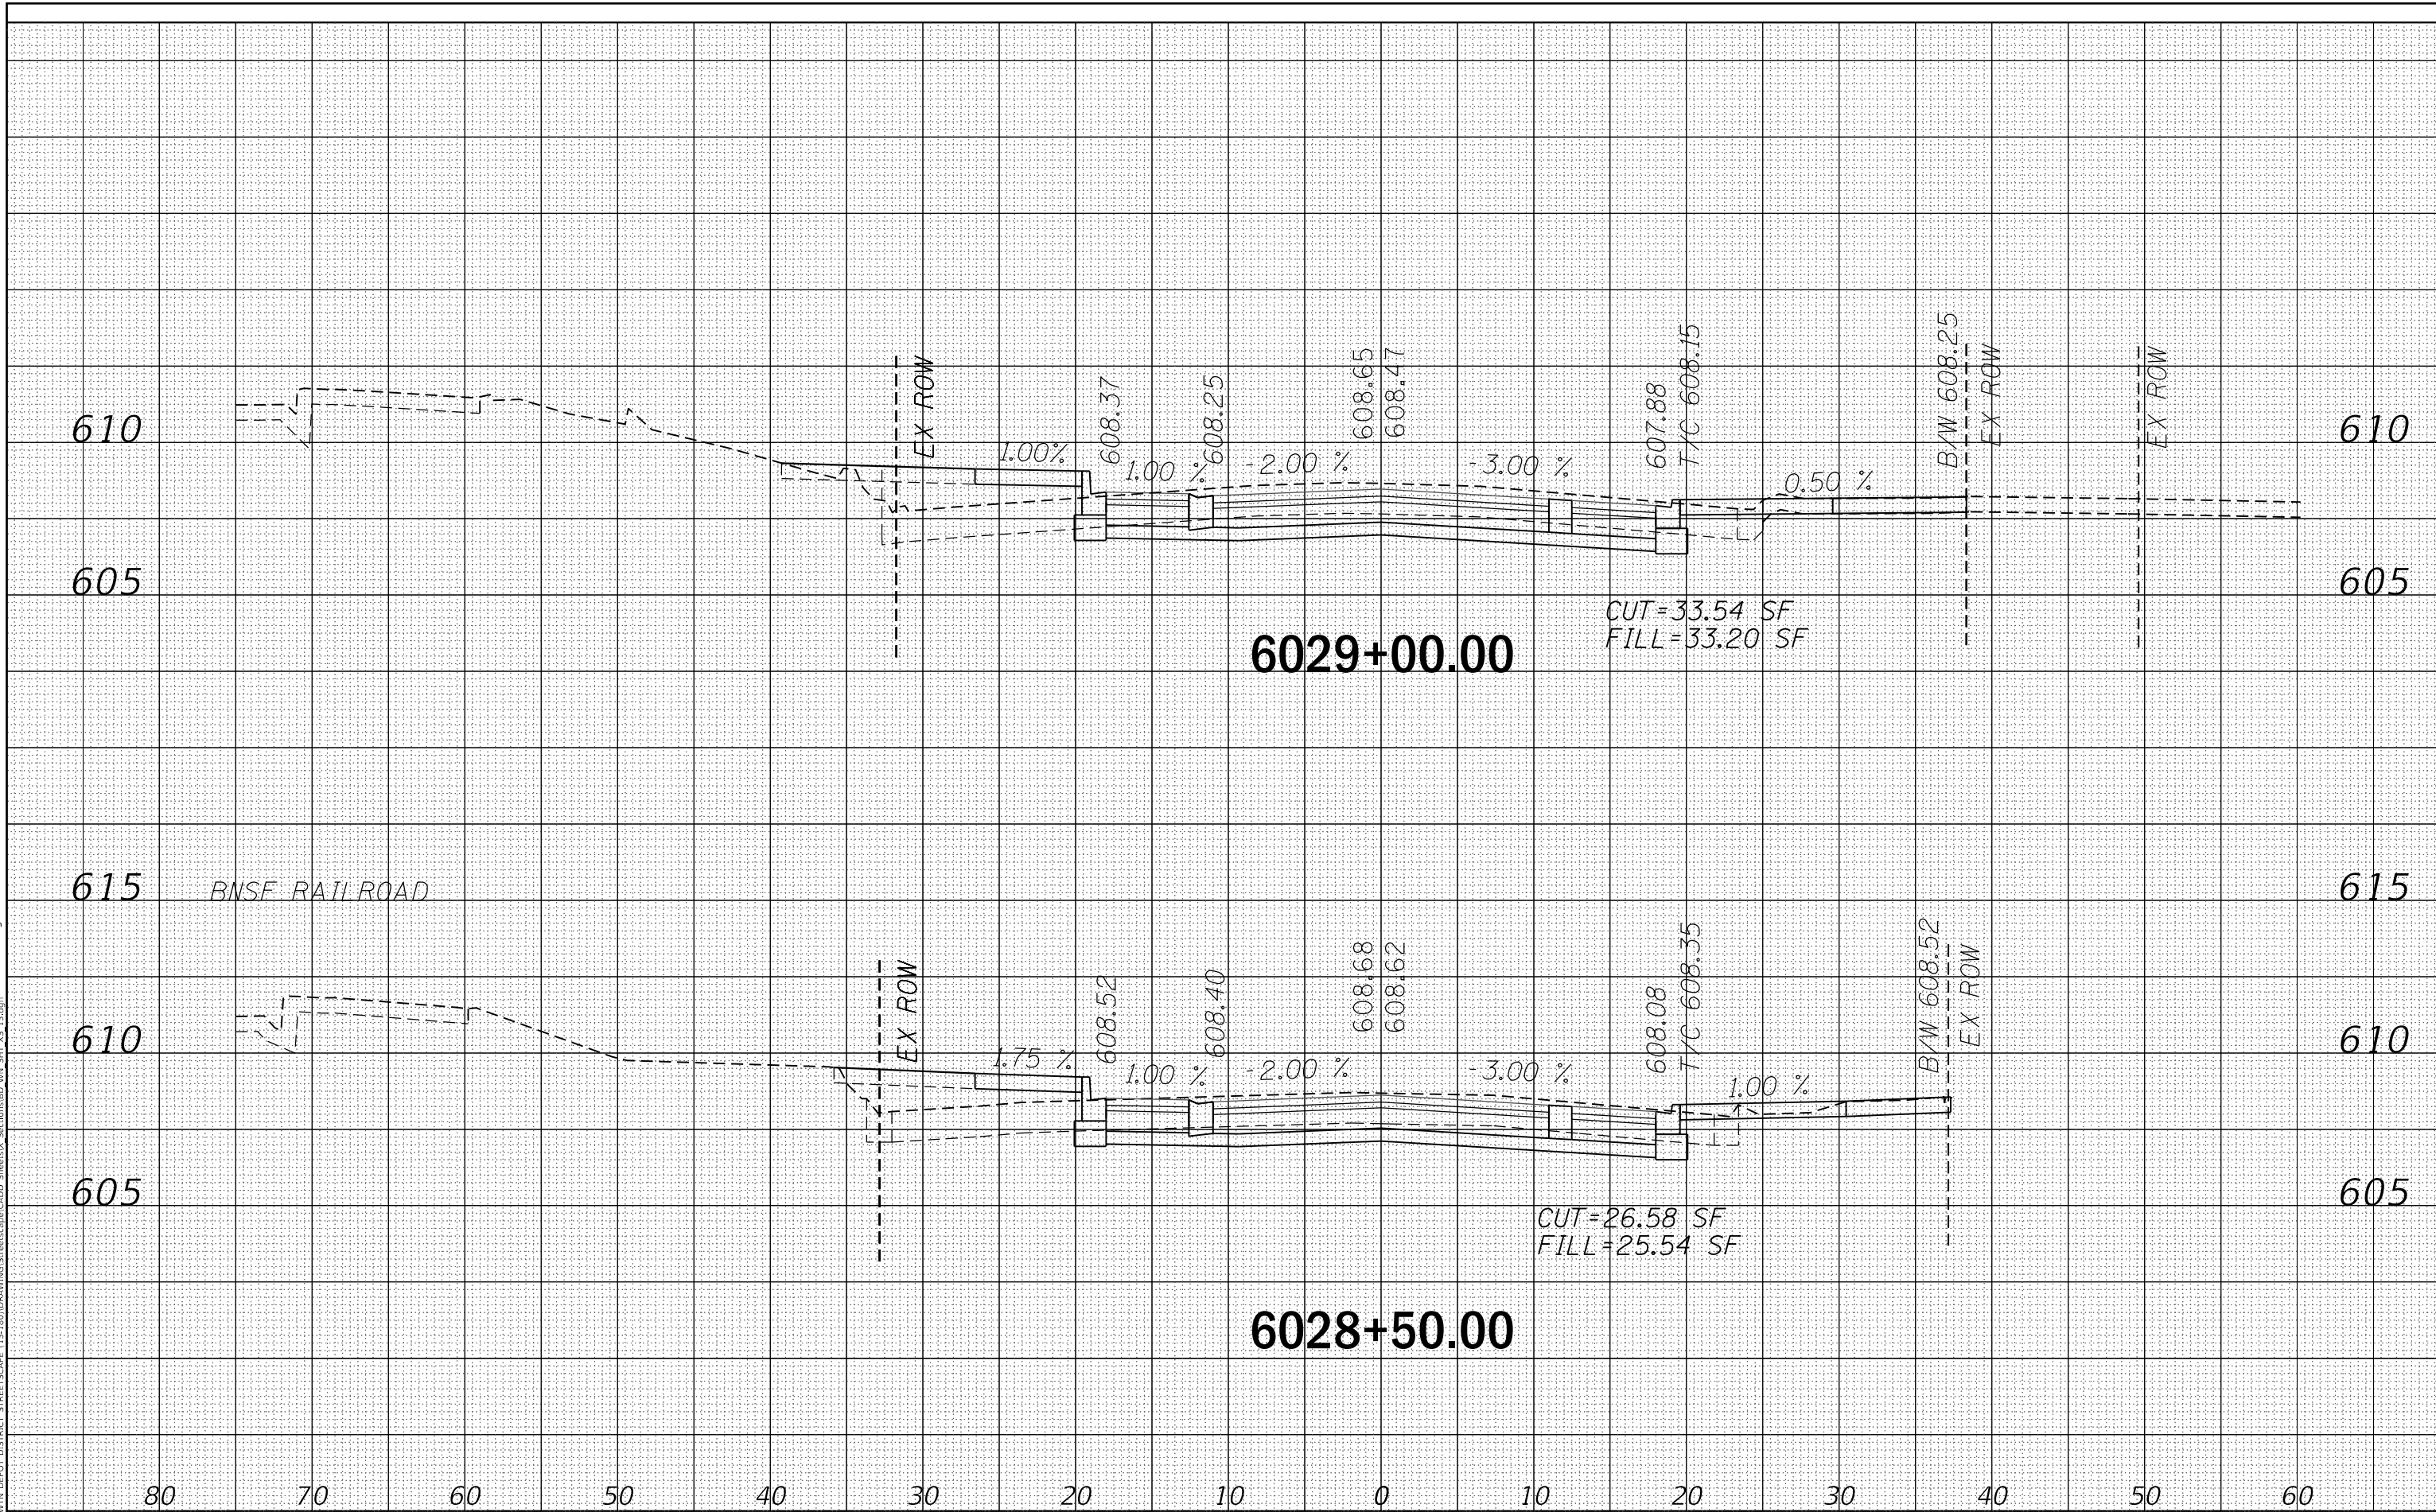 B/W 608.25
T/C 608.15
EX ROW
EX ROW
608.65
608.47
EX ROW
608.37
608.25
607.88
610
610
1.00%
1.00 %
-2.00 %
-3.00 %
0.50 %
605
605
CUT=33.54 SF
FILL=33.20 SF
6029+00.00
615
BNSF RAILROAD
615
B/W 608.52
T/C 608.35
EX ROW
608.68
608.62
EX ROW
608.52
608.40
608.08
610
610
1.75 %
1.00 %
-2.00 %
-3.00 %
1.00 %
605
605
CUT=26.58 SF
FILL=25.54 SF
6028+50.00
80 70 60 50 40 30 20 10 0 10 20 30 40 50 60